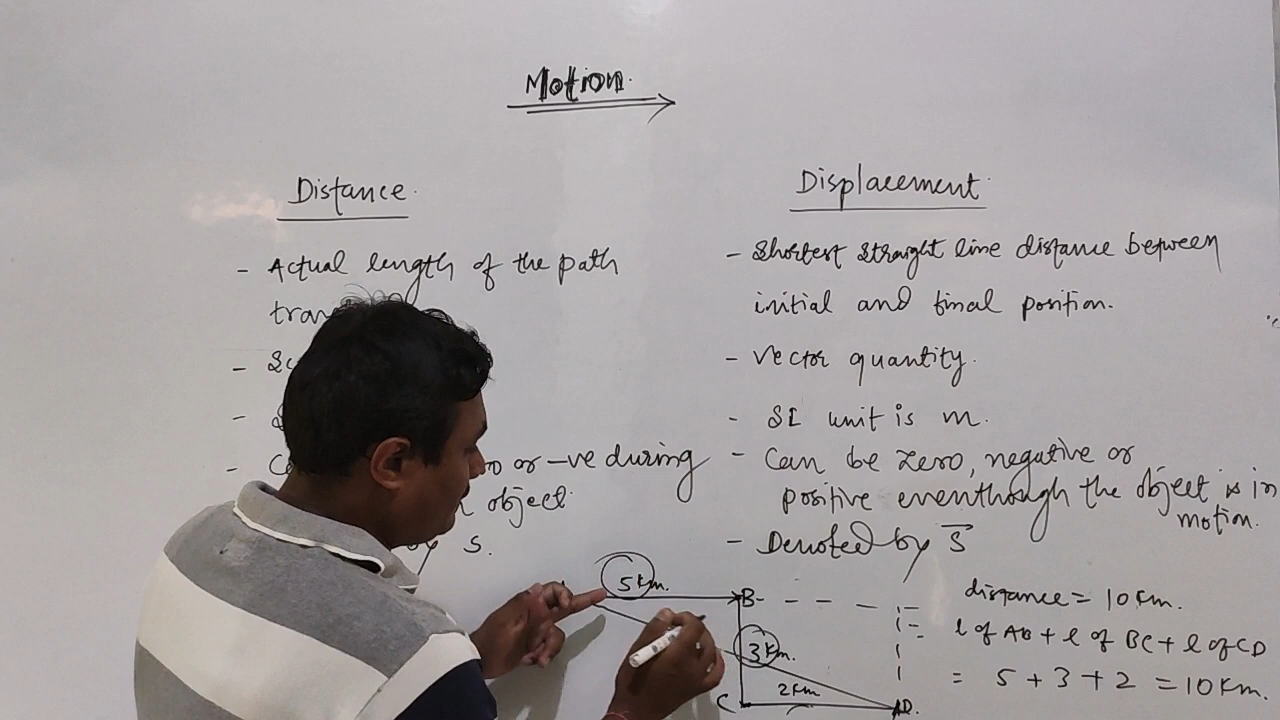 Motion.
Distance.
- Actual length of the path
-
-
- or -ve during
object.
by s.
Displacement.
- Shortest straight line distance between
initial and final position.
- Vector quantity.
- SI unit is m.
- Can be zero, negative or
positive eventhough the object is in
motion.
- Denoted by s⃗
5 km.
B
3 km.
C 2 km D.
distance = 10 km.
l of AB + l of BC + l of CD
= 5 + 3 + 2 = 10 km.